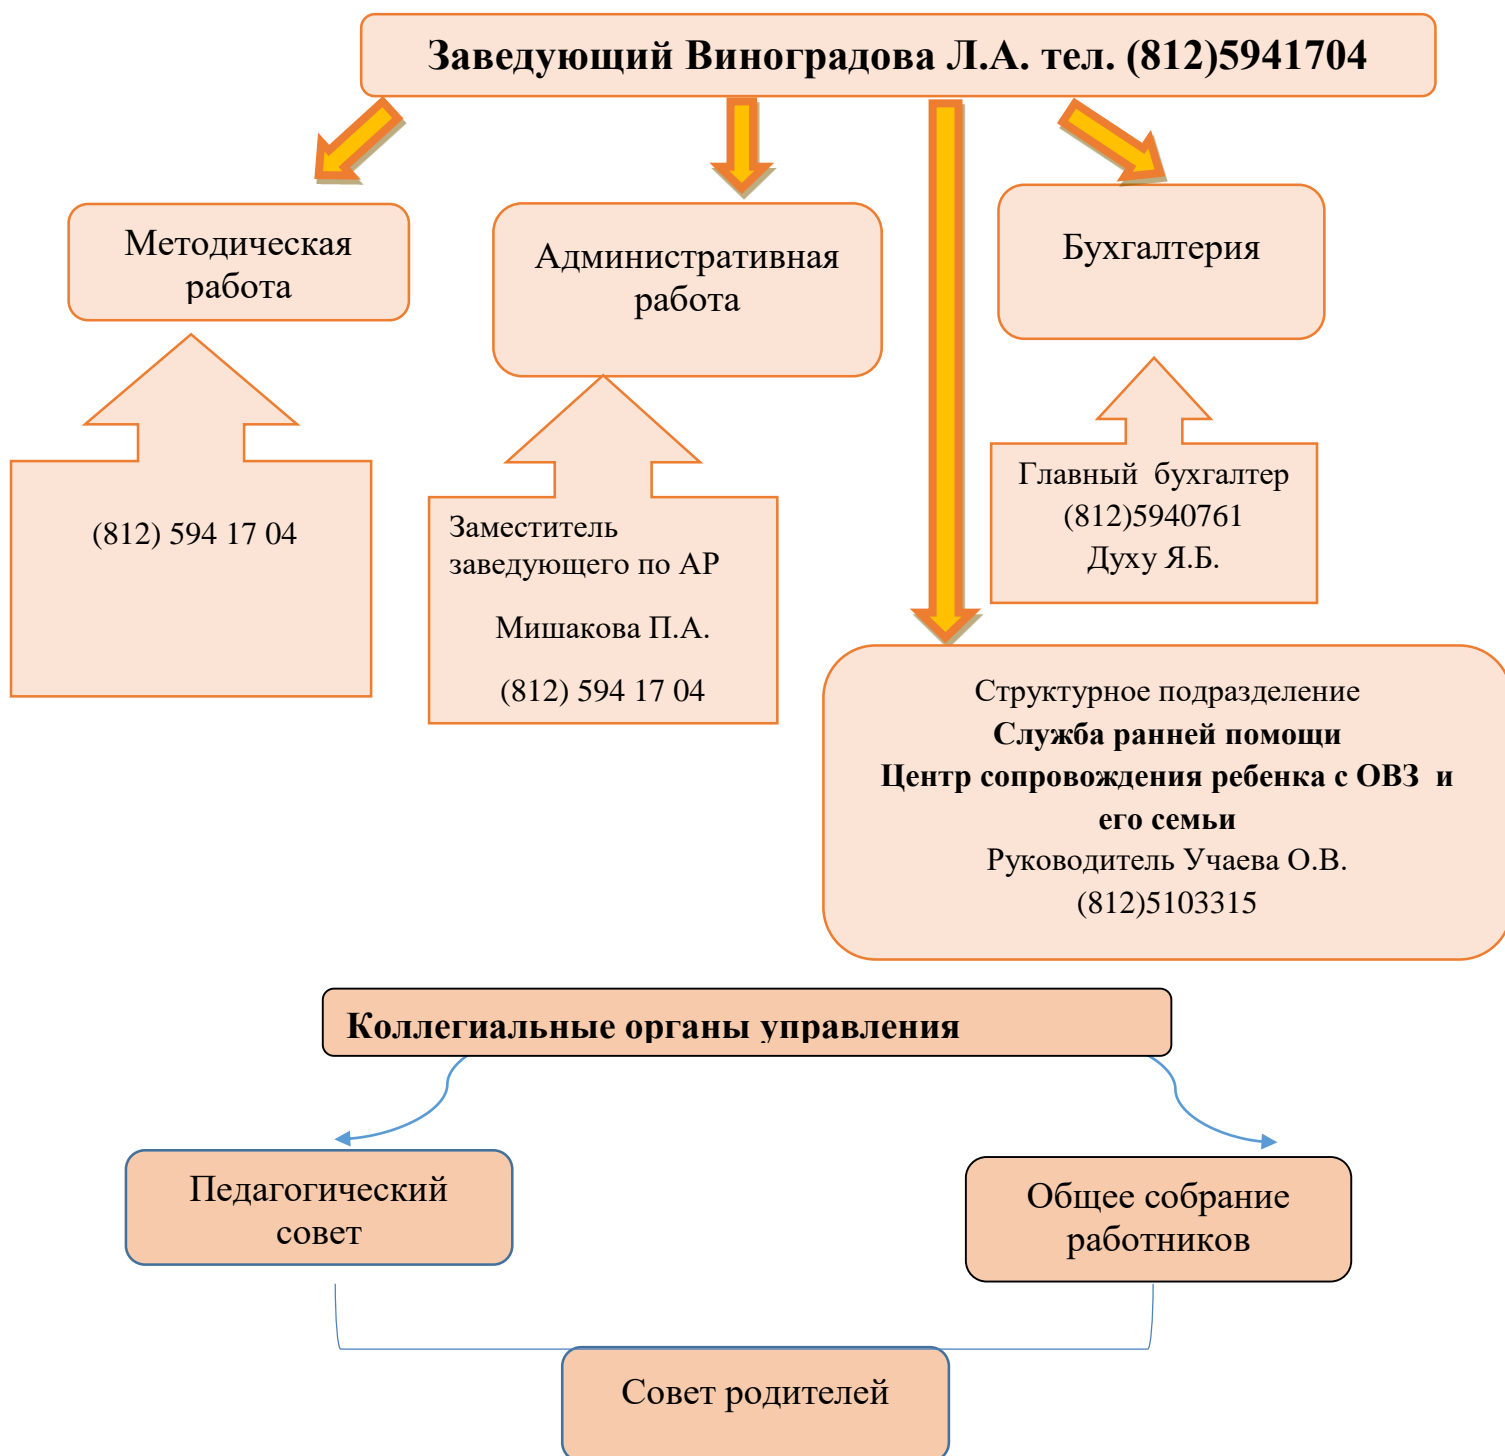 Заведующий Виноградова Л.А. тел. (812)5941704
Методическая
работа
Административная
работа
Бухгалтерия
(812) 594 17 04
Заместитель
заведующего по АР
Мишакова П.А.
(812) 594 17 04
Главный  бухгалтер
(812)5940761
Духу Я.Б.
Структурное подразделение
Служба ранней помощи
Центр сопровождения ребенка с ОВЗ  и
его семьи
Руководитель Учаева О.В.
(812)5103315
Коллегиальные органы управления
Педагогический
совет
Общее собрание
работников
Совет родителей